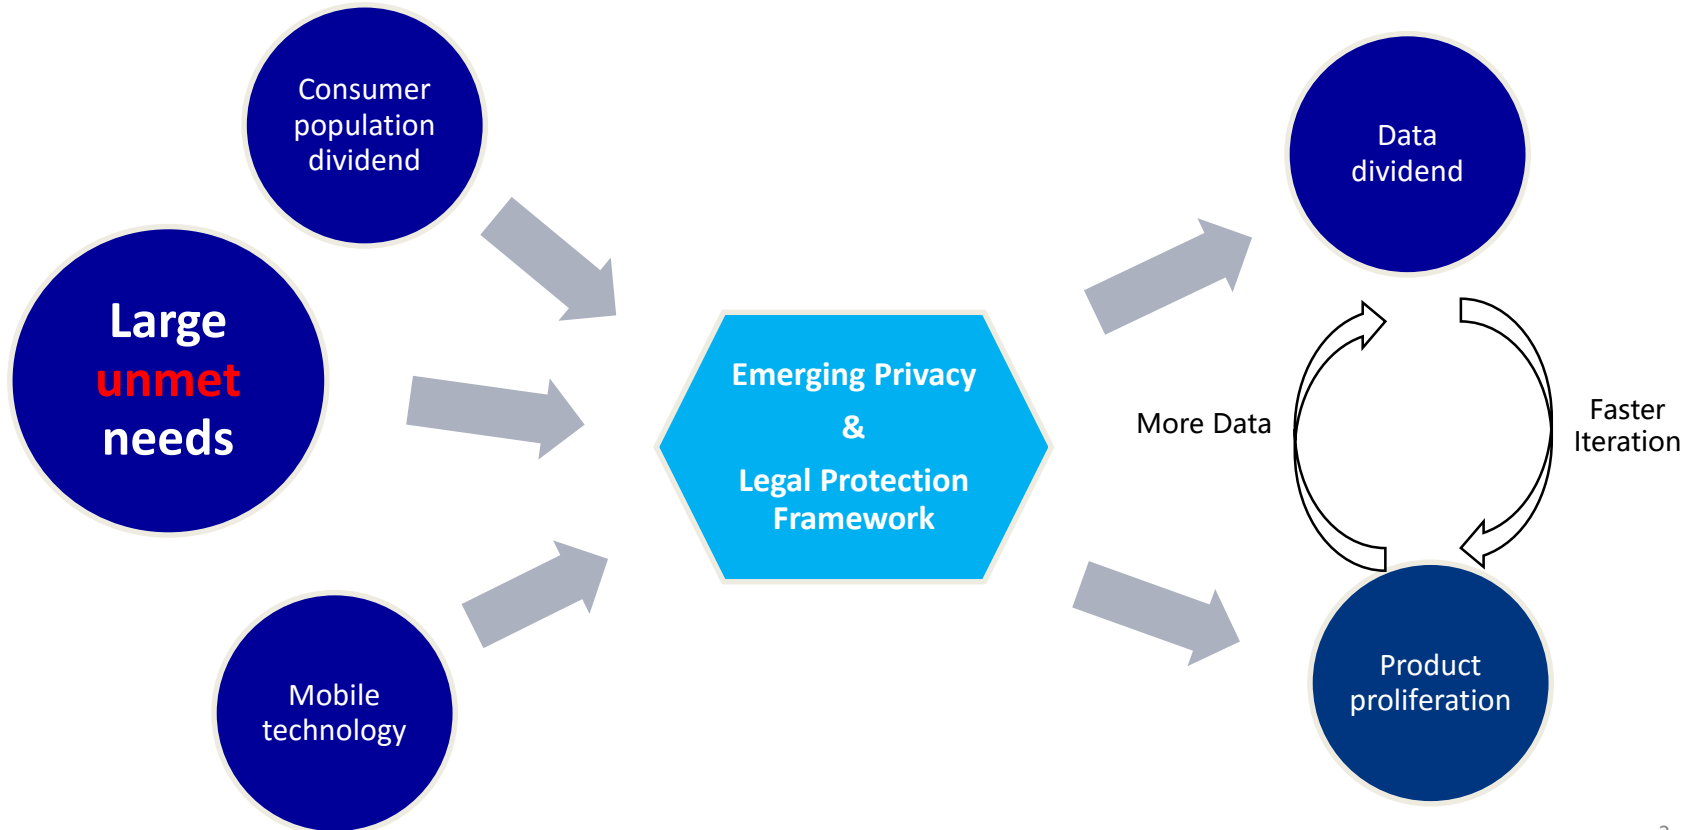 Consumer
population
dividend
Large
unmet
needs
Mobile
technology
Emerging Privacy
&
Legal Protection
Framework
Data
dividend
More Data
Faster
Iteration
Product
proliferation